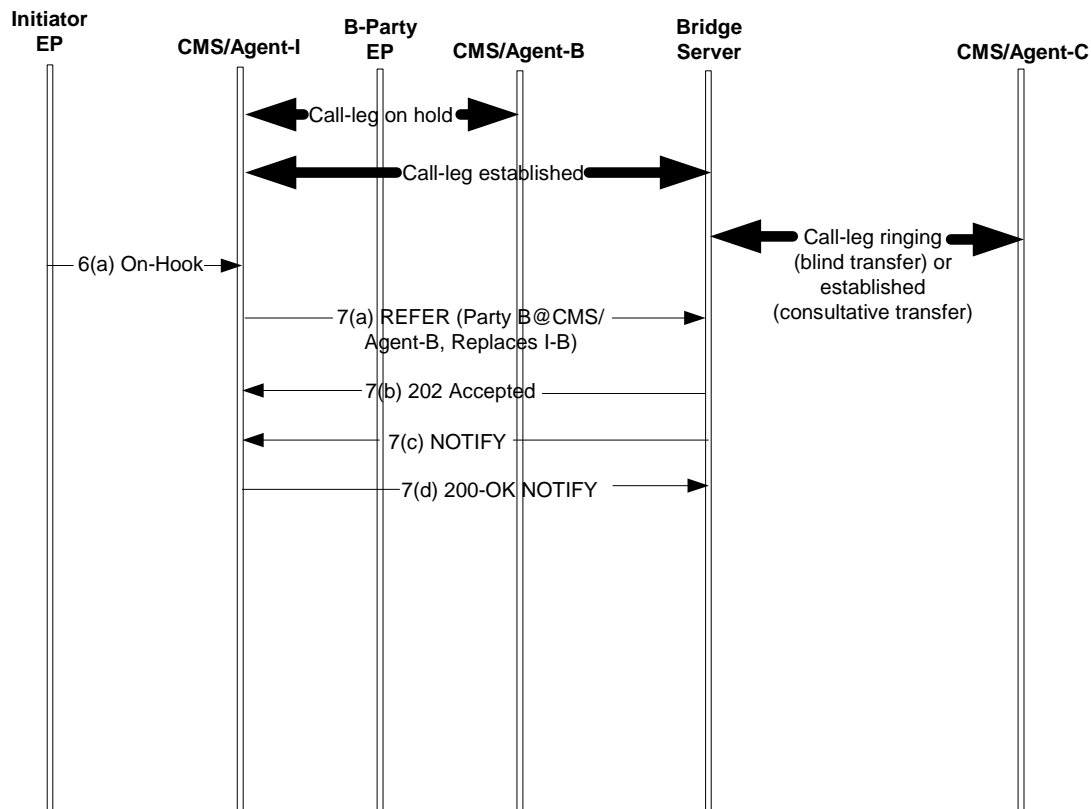 Initiator
EP
CMS/Agent-I
B-Party
EP
CMS/Agent-B
Bridge
Server
CMS/Agent-C
Call-leg on hold
Call-leg established
Call-leg ringing
(blind transfer) or
established
(consultative transfer)
6(a) On-Hook
7(a) REFER (Party B@CMS/
Agent-B, Replaces I-B)
7(b) 202 Accepted
7(c) NOTIFY
7(d) 200-OK NOTIFY